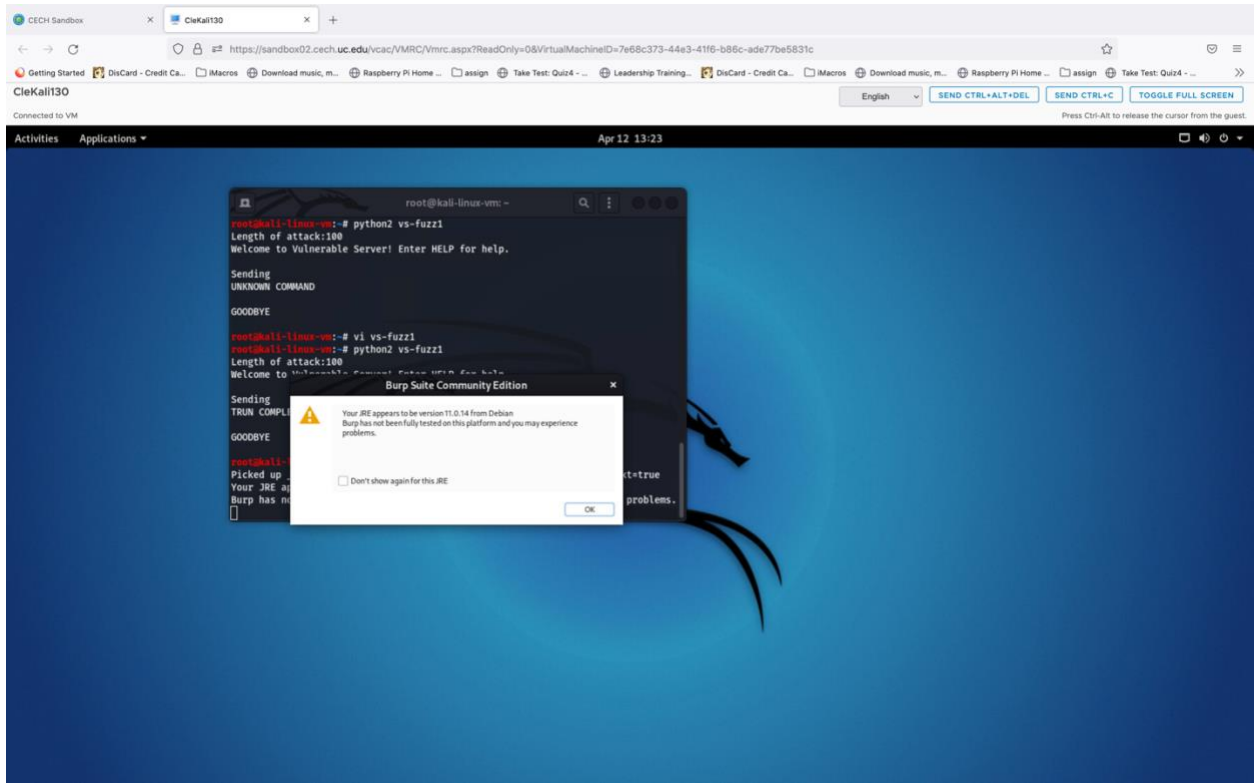 CECH Sandbox
CleKali130
https://sandbox02.cech.uc.edu/vcac/VMRC/Vmrc.aspx?ReadOnly=0&VirtualMachineID=7e68c373-44e3-41f6-b86c-ade77be5831c
Getting Started DisCard - Credit Ca... iMacros Download music, m... Raspberry Pi Home ... assign Take Test: Quiz4 - ... Leadership Training... DisCard - Credit Ca... iMacros Download music, m... Raspberry Pi Home ... assign Take Test: Quiz4 - ...
CleKali130
English SEND CTRL+ALT+DEL SEND CTRL+C TOGGLE FULL SCREEN
Connected to VM Press Ctrl-Alt to release the cursor from the guest.
Activities Applications Apr 12 13:23
root@kali-linux-vm: ~
root@kali-linux-vm:~# python2 vs-fuzz1
Length of attack:100
Welcome to Vulnerable Server! Enter HELP for help.
Sending
UNKNOWN COMMAND
GOODBYE
root@kali-linux-vm:~# vi vs-fuzz1
root@kali-linux-vm:~# python2 vs-fuzz1
Length of attack:100
Welcome to Vulnerable Server! Enter HELP for help.
Burp Suite Community Edition
Sending
TRUN COMPL
GOODBYE
Your JRE appears to be version 11.0.14 from Debian
Burp has not been fully tested on this platform and you may experience
problems.
Don't show again for this JRE
OK
root@kali-l
Picked up xt=true
Your JRE ap
Burp has no problems.